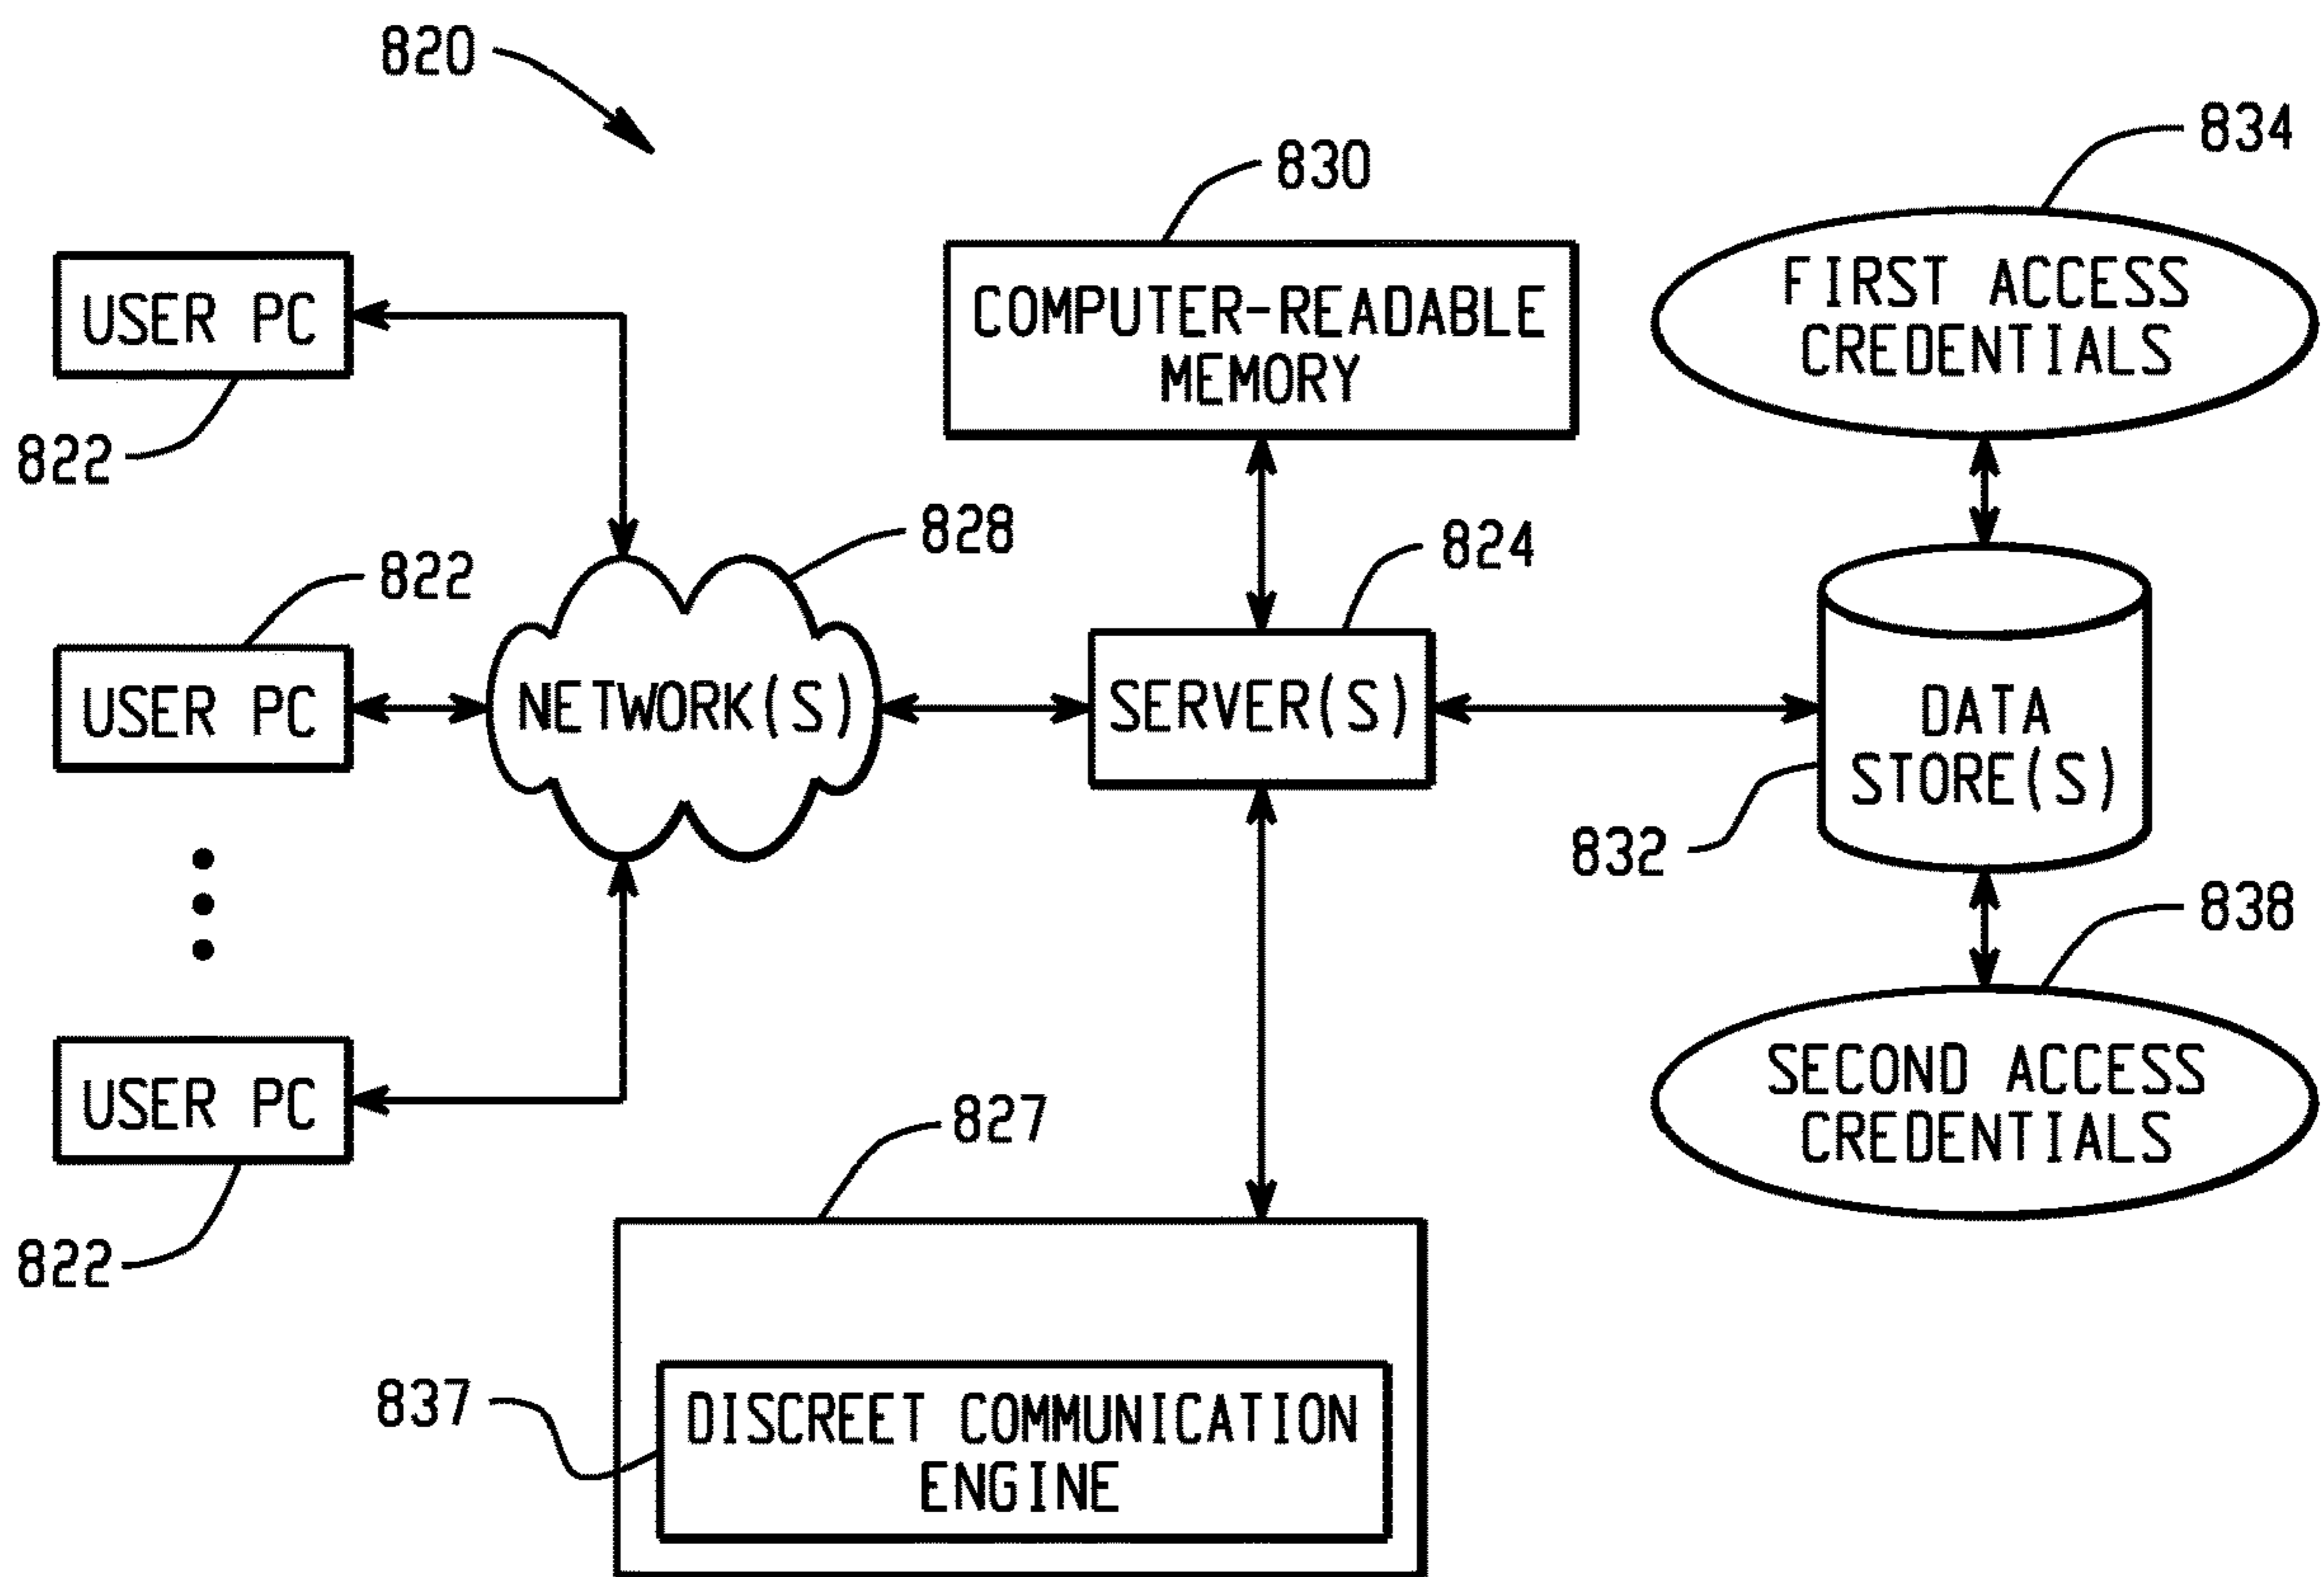 820
834
830
USER PC
COMPUTER-READABLE
MEMORY
FIRST ACCESS
CREDENTIALS
822
828
824
822
USER PC
NETWORK(S)
SERVER(S)
DATA
STORE(S)
832
838
USER PC
827
SECOND ACCESS
CREDENTIALS
822
837
DISCREET COMMUNICATION
ENGINE